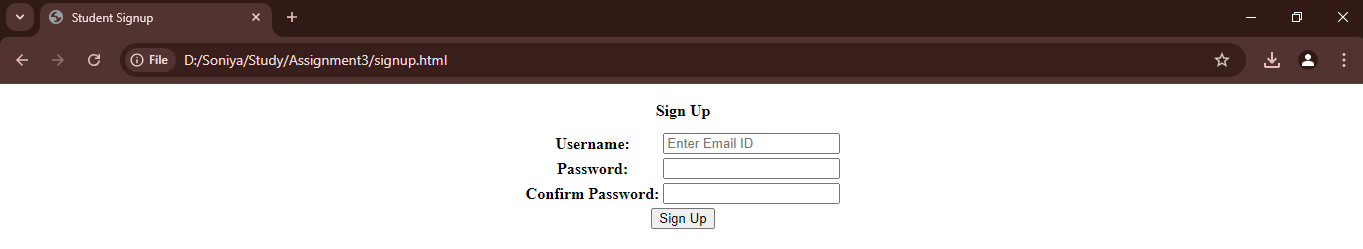 Student Signup
File D:/Soniya/Study/Assignment3/signup.html
Sign Up
Username: Enter Email ID
Password:
Confirm Password:
Sign Up